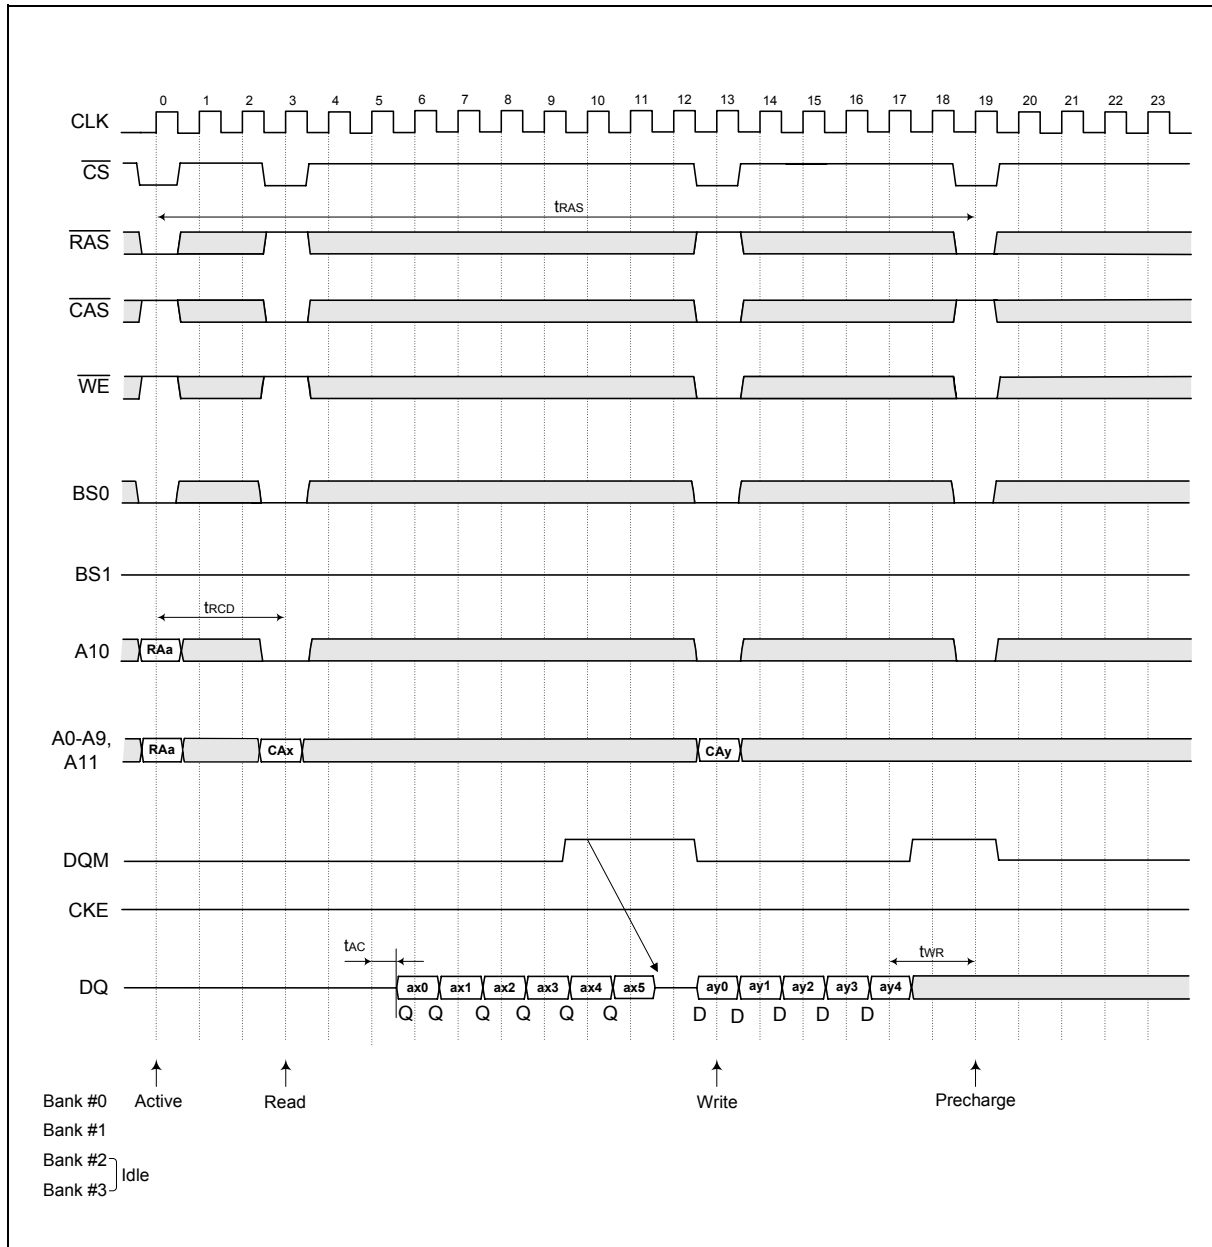 0 1 2 3 4 5 6 7 8 9 10 11 12 13 14 15 16 17 18 19 20 21 22 23
CLK
CS
tRAS
RAS
CAS
WE
BS0
BS1
tRCD
A10 RAa
A0-A9,
A11
RAa CAx CAy
DQM
CKE
tAC tWR
DQ ax0 ax1 ax2 ax3 ax4 ax5 ay0 ay1 ay2 ay3 ay4
Q Q Q Q Q Q D D D D D
Bank #0 Active Read Write Precharge
Bank #1
Bank #2
Idle
Bank #3